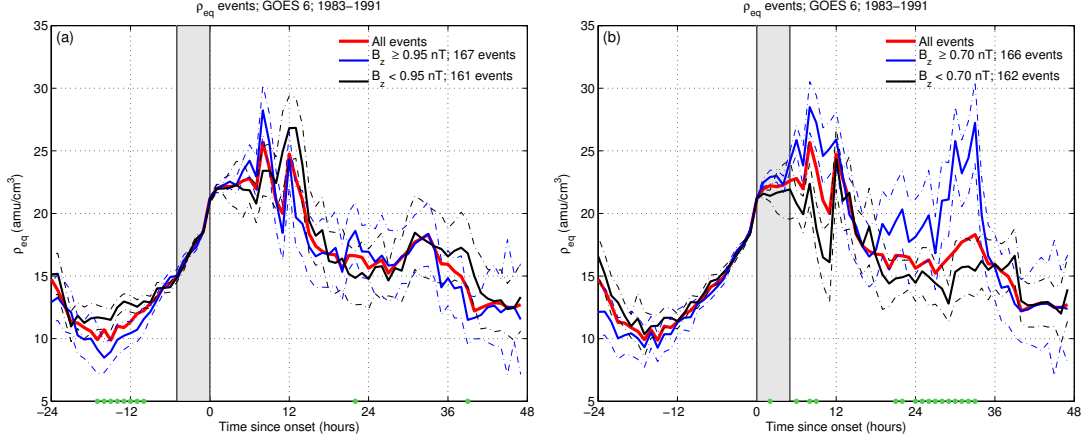 ρeq events; GOES 6; 1983−1991
(a)
All events
Bz ≥ 0.95 nT; 167 events
Bz < 0.95 nT; 161 events
ρeq (amu/cm3)
35
30
25
20
15
10
5
−24 −12 0 12 24 36 48
Time since onset (hours)
ρeq events; GOES 6; 1983−1991
(b)
All events
Bz ≥ 0.70 nT; 166 events
Bz < 0.70 nT; 162 events
ρeq (amu/cm3)
35
30
25
20
15
10
5
−24 −12 0 12 24 36 48
Time since onset (hours)